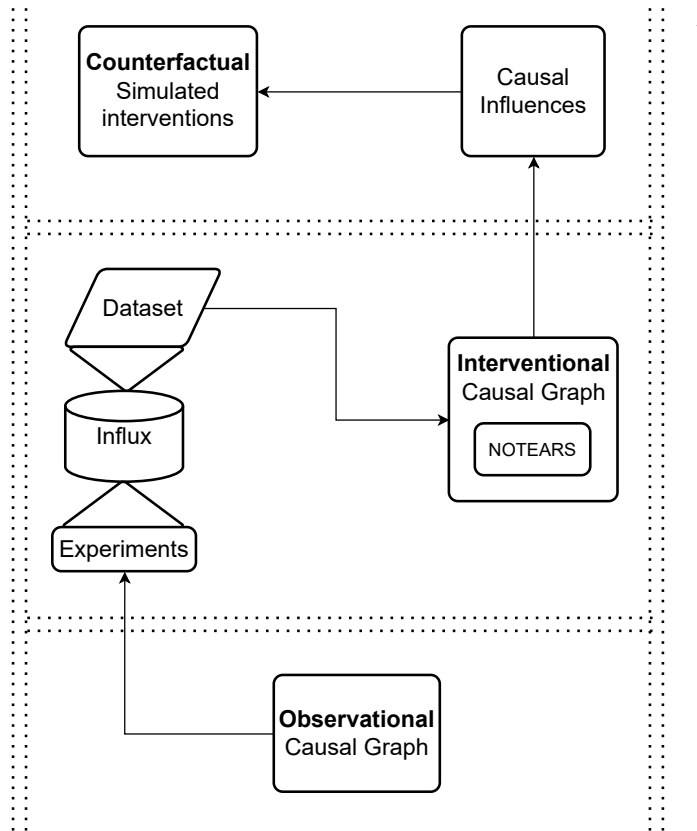 Counterfactual
Simulated
interventions
Causal
Influences
Dataset
Interventional
Causal Graph
NOTEARS
Influx
Experiments
Observational
Causal Graph